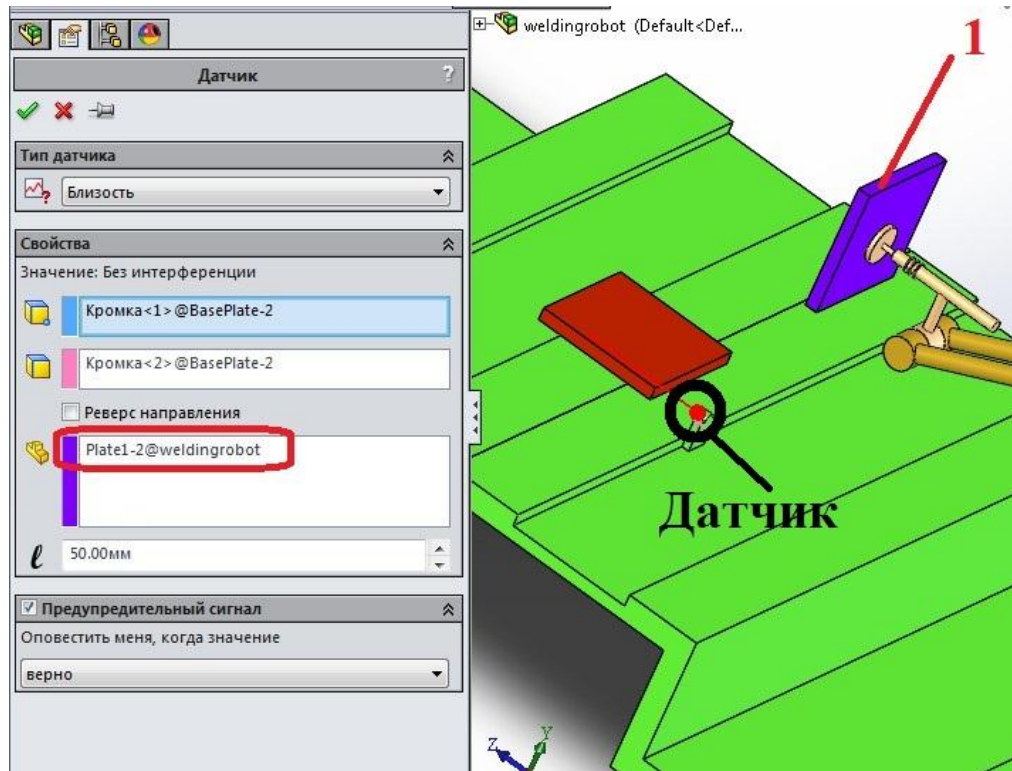 weldingrobot (Default<Def...
1
Датчик
?
Тип датчика
?
Близость
Свойства
Значение: Без интерференции
Кромка<1>@BasePlate-2
Кромка<2>@BasePlate-2
Реверс направления
Plate1-2@weldingrobot
ℓ 50.00мм
Датчик
Предупредительный сигнал
Оповестить меня, когда значение
верно
Z
Y